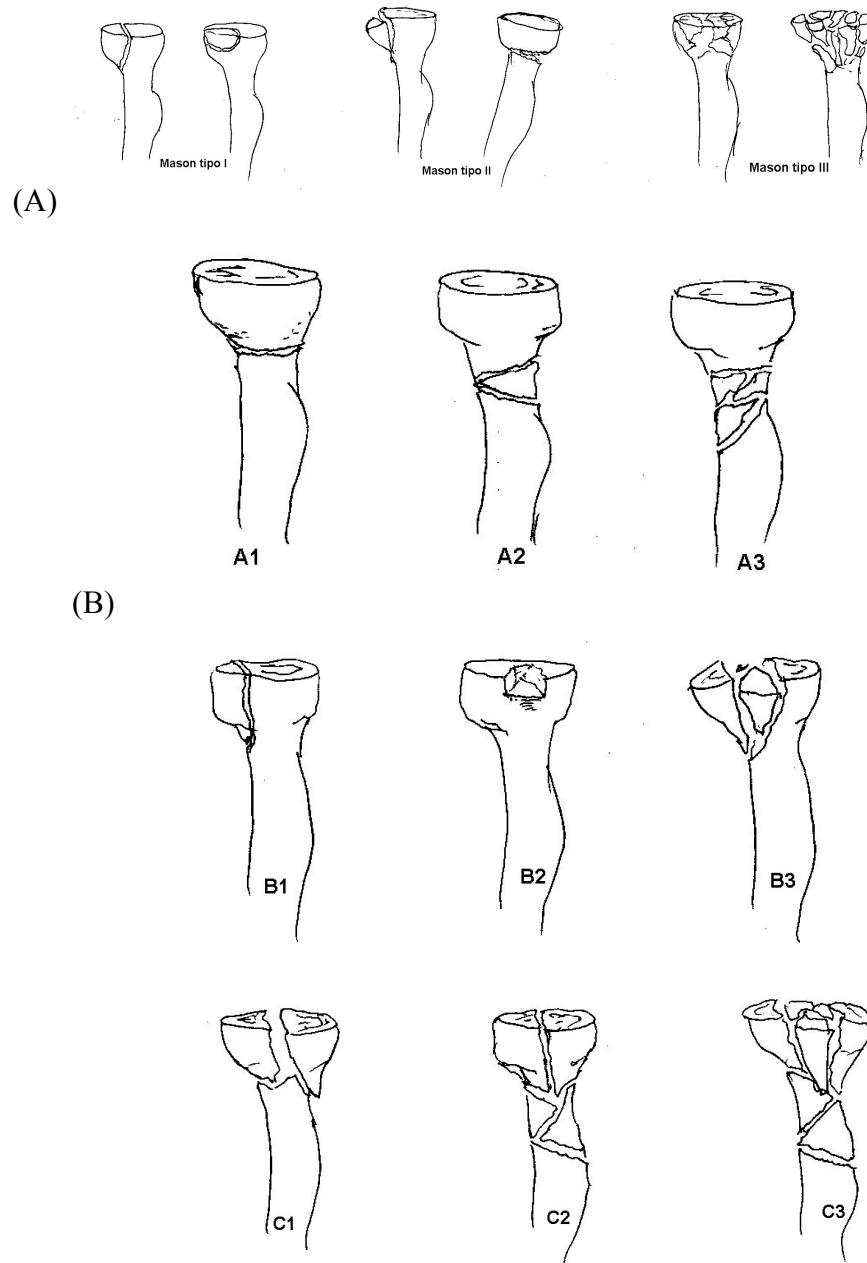 Mason tipo I
Mason tipo II
Mason tipo III
(A)
A1
A2
A3
(B)
B1
B2
B3
C1
C2
C3